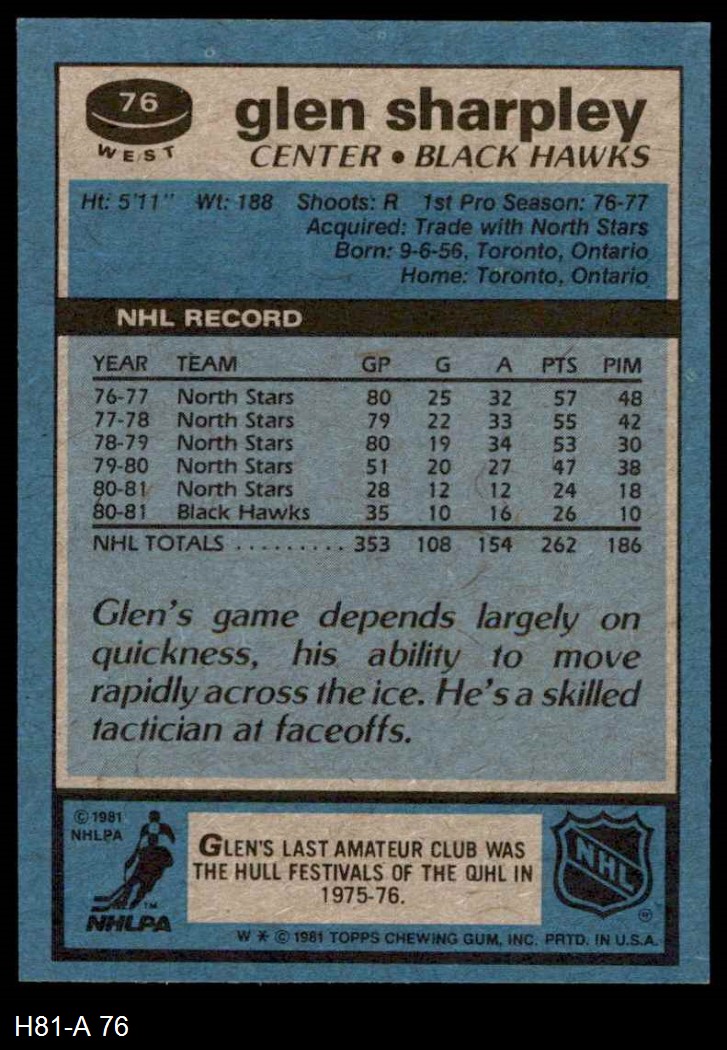 76
WEST
glen sharpley
CENTER • BLACK HAWKS
Ht: 5'11" Wt: 188 Shoots: R 1st Pro Season: 76-77
Acquired: Trade with North Stars
Born: 9-6-56, Toronto, Ontario
Home: Toronto, Ontario
NHL RECORD
YEAR TEAM GP G A PTS PIM
76-77 North Stars 80 25 32 57 48
77-78 North Stars 79 22 33 55 42
78-79 North Stars 80 19 34 53 30
79-80 North Stars 51 20 27 47 38
80-81 North Stars 28 12 12 24 18
80-81 Black Hawks 35 10 16 26 10
NHL TOTALS ......... 353 108 154 262 186
Glen's game depends largely on
quickness, his ability to move
rapidly across the ice. He's a skilled
tactician at faceoffs.
© 1981
NHLPA
NHLPA
TM
GLEN'S LAST AMATEUR CLUB WAS
THE HULL FESTIVALS OF THE QJHL IN
1975-76.
NHL
®
W * © 1981 TOPPS CHEWING GUM, INC. PRTD. IN U.S.A.
H81-A 76